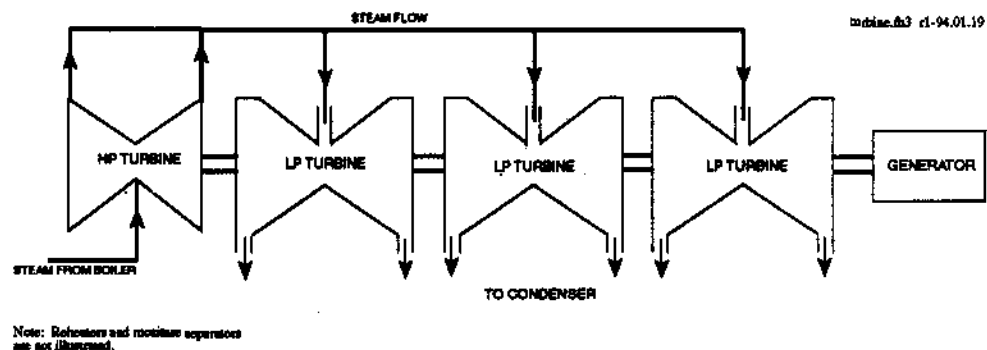 STEAM FLOW
turbine.fh3 r1-94.01.19
HP TURBINE
LP TURBINE
LP TURBINE
LP TURBINE
GENERATOR
STEAM FROM BOILER
TO CONDENSER
Note: Reheaters and moisture separators
are not illustrated.